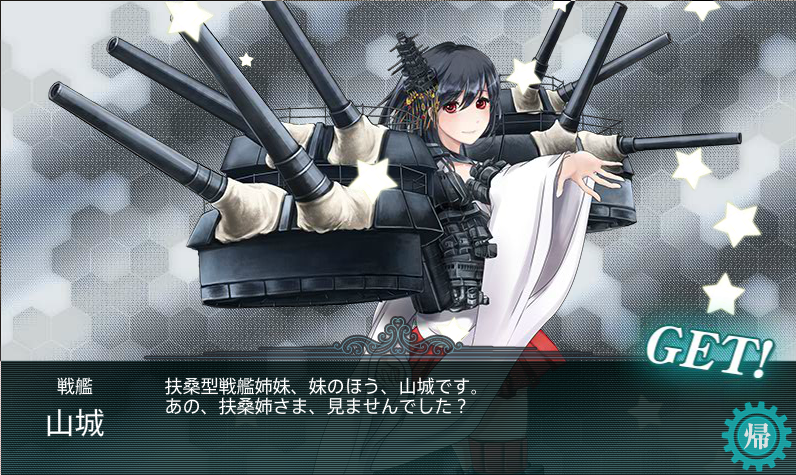 GET!
戦艦
山城
扶桑型戦艦姉妹、妹のほう、山城です。
あの、扶桑姉さま、見ませんでした？
帰